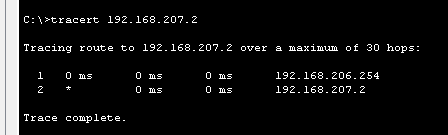 C:\>tracert 192.168.207.2
Tracing route to 192.168.207.2 over a maximum of 30 hops:
1 0 ms 0 ms 0 ms 192.168.206.254
2 * 0 ms 0 ms 192.168.207.2
Trace complete.